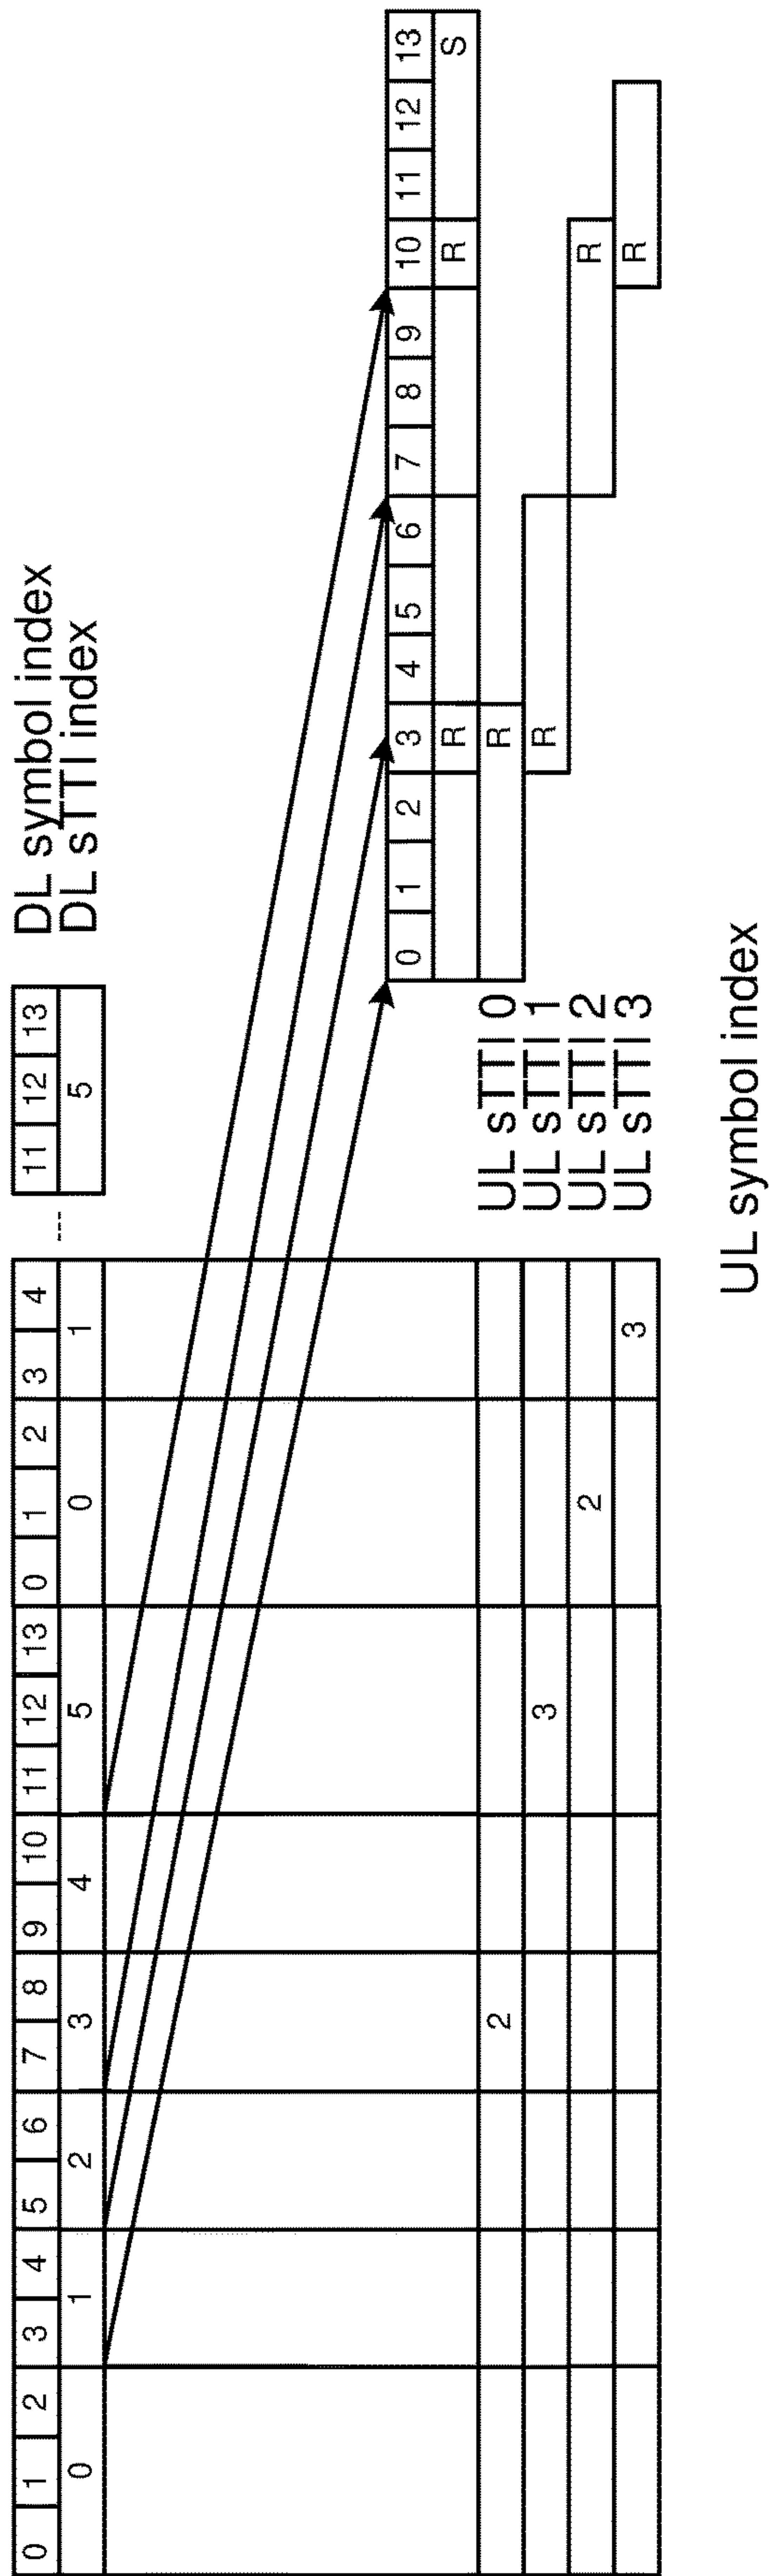 0 1 2 3 4 5 6 7 8 9 10 11 12 13 0 1 2 3 4 11 12 13 DL symbol index
0 1 2 3 4 5 0 1 --- 5 DL sTTI index
0 1 2 3 4 5 6 7 8 9 10 11 12 13
R R S
2 UL sTTI 0 R
3 UL sTTI 1 R
2 UL sTTI 2 R
3 UL sTTI 3 R
UL symbol index